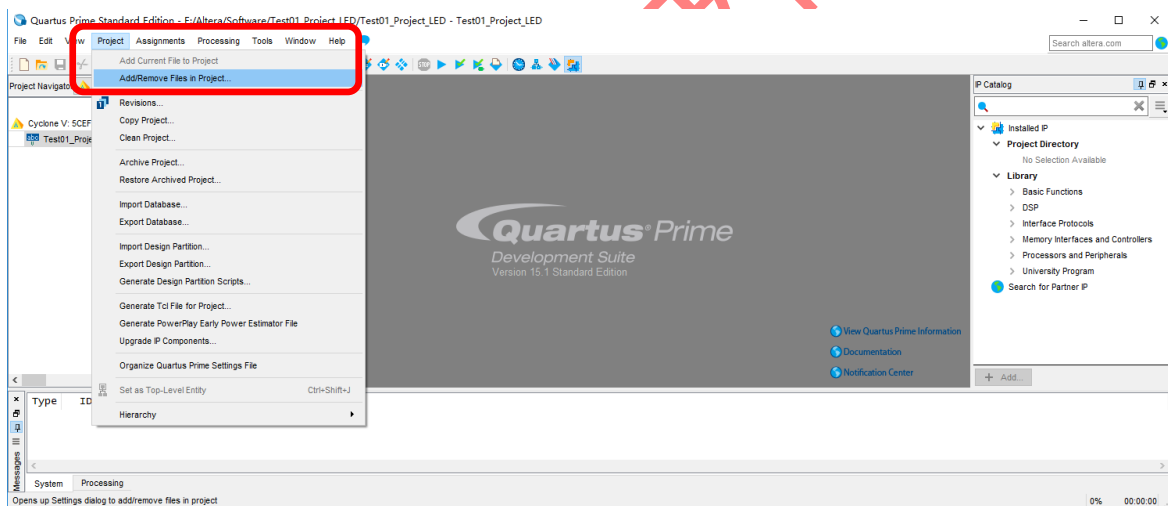 Quartus Prime Standard Edition - E:/Altera/Software/Test01_Project_LED/Test01_Project_LED - Test01_Project_LED
File Edit View Project Assignments Processing Tools Window Help
Search altera.com
Add Current File to Project
Add/Remove Files in Project...
Project Navigator
IP Catalog
Revisions...
Copy Project...
Cyclone V: 5CEF
Installed IP
Clean Project...
Test01_Proje
Project Directory
No Selection Available
Archive Project...
Library
Restore Archived Project...
Basic Functions
DSP
Import Database...
Interface Protocols
Export Database...
Quartus Prime
Memory Interfaces and Controllers
Import Design Partition...
Development Suite
Processors and Peripherals
Export Design Partition...
Version 15.1 Standard Edition
University Program
Generate Design Partition Scripts...
Search for Partner IP
Generate Tcl File for Project...
Generate PowerPlay Early Power Estimator File
View Quartus Prime Information
Upgrade IP Components...
Documentation
Organize Quartus Prime Settings File
Notification Center
+ Add...
Set as Top-Level Entity Ctrl+Shift+J
Type ID
Hierarchy
Messages
System Processing
Opens up Settings dialog to add/remove files in project
0% 00:00:00